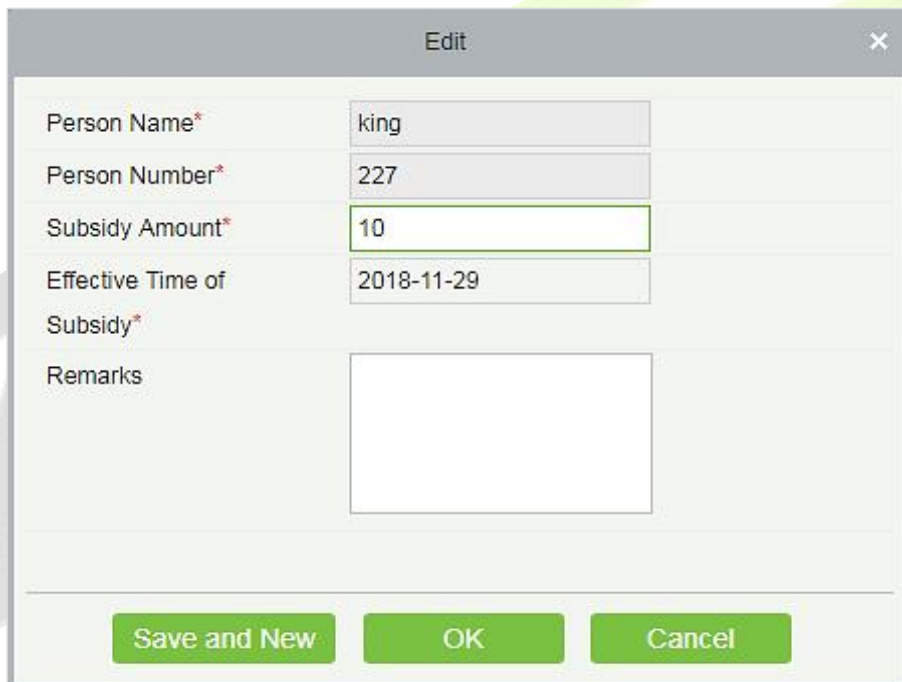 Edit ×
Person Name* king
Person Number* 227
Subsidy Amount* 10
Effective Time of 2018-11-29
Subsidy*
Remarks
Save and New OK Cancel